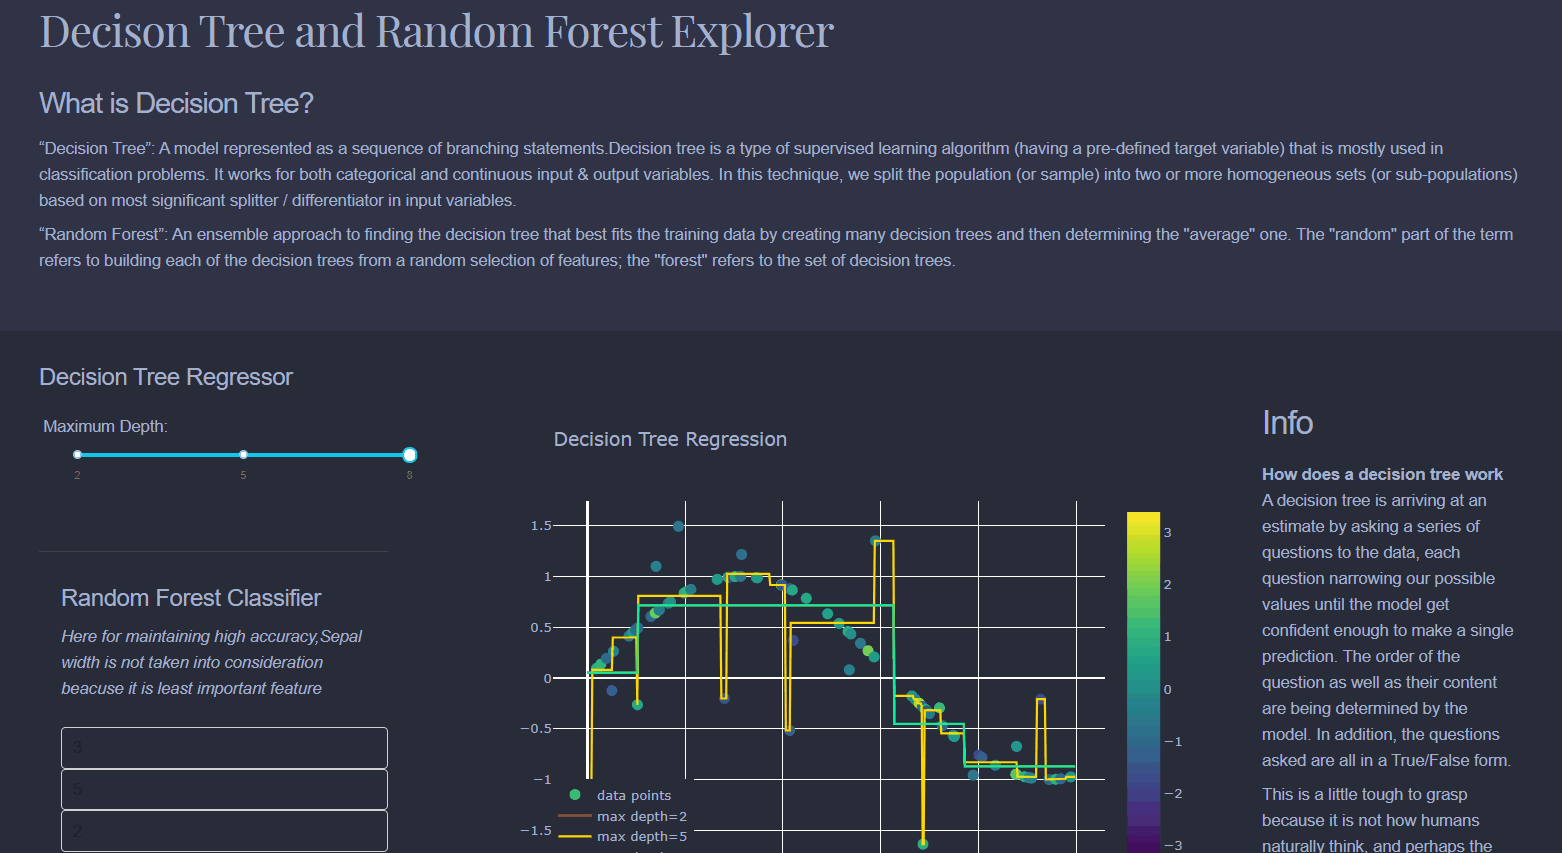 Decison Tree and Random Forest Explorer
What is Decision Tree?
“Decision Tree”: A model represented as a sequence of branching statements.Decision tree is a type of supervised learning algorithm (having a pre-defined target variable) that is mostly used in
classification problems. It works for both categorical and continuous input & output variables. In this technique, we split the population (or sample) into two or more homogeneous sets (or sub-populations)
based on most significant splitter / differentiator in input variables.
“Random Forest”: An ensemble approach to finding the decision tree that best fits the training data by creating many decision trees and then determining the "average" one. The "random" part of the term
refers to building each of the decision trees from a random selection of features; the "forest" refers to the set of decision trees.
Decision Tree Regressor
Maximum Depth:
2 5 8
Random Forest Classifier
Here for maintaining high accuracy,Sepal
width is not taken into consideration
beacuse it is least important feature
3
5
2
Decision Tree Regression
1.5
1
0.5
0
−0.5
−1
−1.5
data points
max depth=2
max depth=5
3
2
1
0
−1
−2
−3
Info
How does a decision tree work
A decision tree is arriving at an
estimate by asking a series of
questions to the data, each
question narrowing our possible
values until the model get
confident enough to make a single
prediction. The order of the
question as well as their content
are being determined by the
model. In addition, the questions
asked are all in a True/False form.
This is a little tough to grasp
because it is not how humans
naturally think, and perhaps the